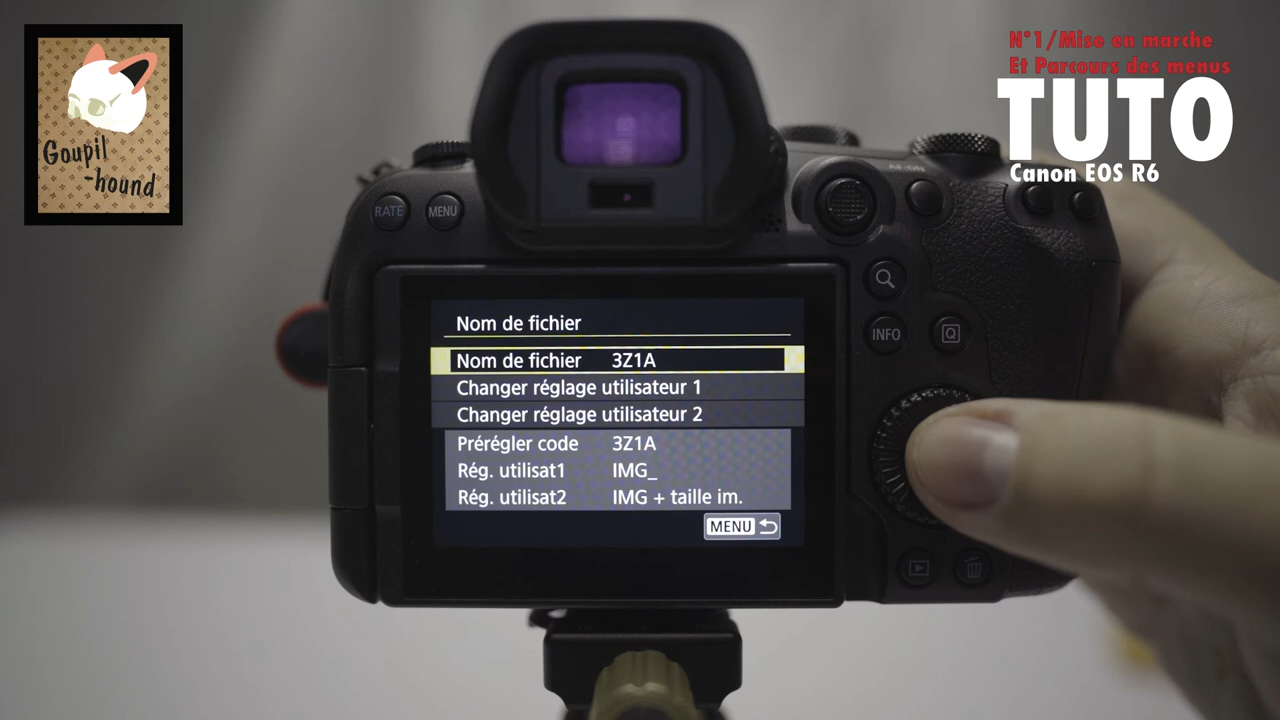 Goupil
-hound
N°1/Mise en marche
Et Parcours des menus
TUTO
Canon EOS R6
RATE
MENU
AF-ON
INFO
Q
Nom de fichier
Nom de fichier 3Z1A
Changer réglage utilisateur 1
Changer réglage utilisateur 2
Prérégler code 3Z1A
Rég. utilisat1 IMG_
Rég. utilisat2 IMG + taille im.
MENU